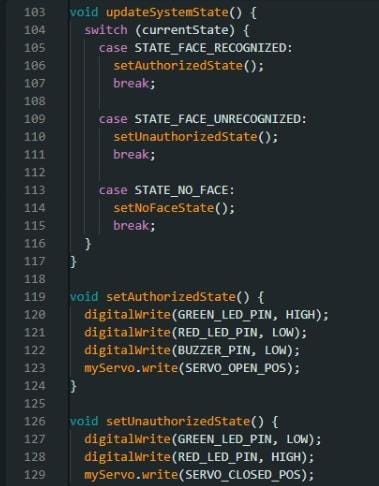 103 void updateSystemState() {
104   switch (currentState) {
105     case STATE_FACE_RECOGNIZED:
106       setAuthorizedState();
107       break;
108
109     case STATE_FACE_UNRECOGNIZED:
110       setUnauthorizedState();
111       break;
112
113     case STATE_NO_FACE:
114       setNoFaceState();
115       break;
116   }
117 }
118
119 void setAuthorizedState() {
120   digitalWrite(GREEN_LED_PIN, HIGH);
121   digitalWrite(RED_LED_PIN, LOW);
122   digitalWrite(BUZZER_PIN, LOW);
123   myServo.write(SERVO_OPEN_POS);
124 }
125
126 void setUnauthorizedState() {
127   digitalWrite(GREEN_LED_PIN, LOW);
128   digitalWrite(RED_LED_PIN, HIGH);
129   myServo.write(SERVO_CLOSED_POS);